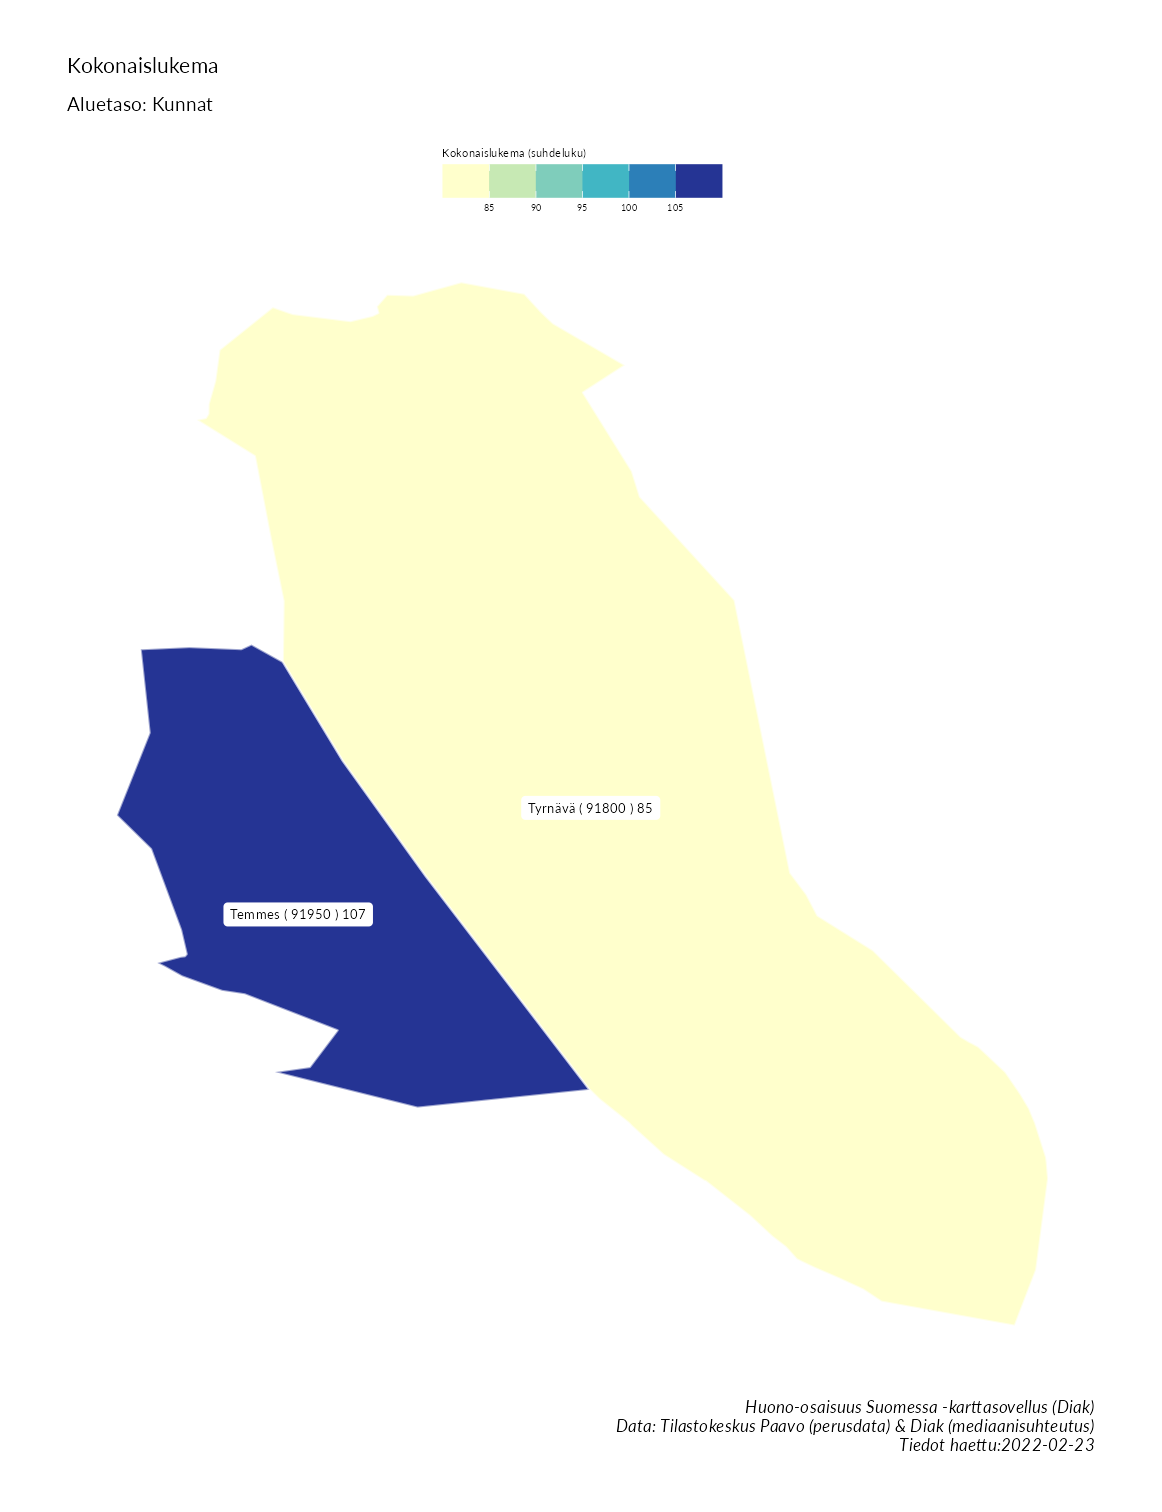 Kokonaislukema
Aluetaso: Kunnat
Kokonaislukema (suhdeluku)
85 90 95 100 105
Tyrnävä ( 91800 ) 85
Temmes ( 91950 ) 107
Huono-osaisuus Suomessa -karttasovellus (Diak)
Data: Tilastokeskus Paavo (perusdata) & Diak (mediaanisuhteutus)
Tiedot haettu:2022-02-23